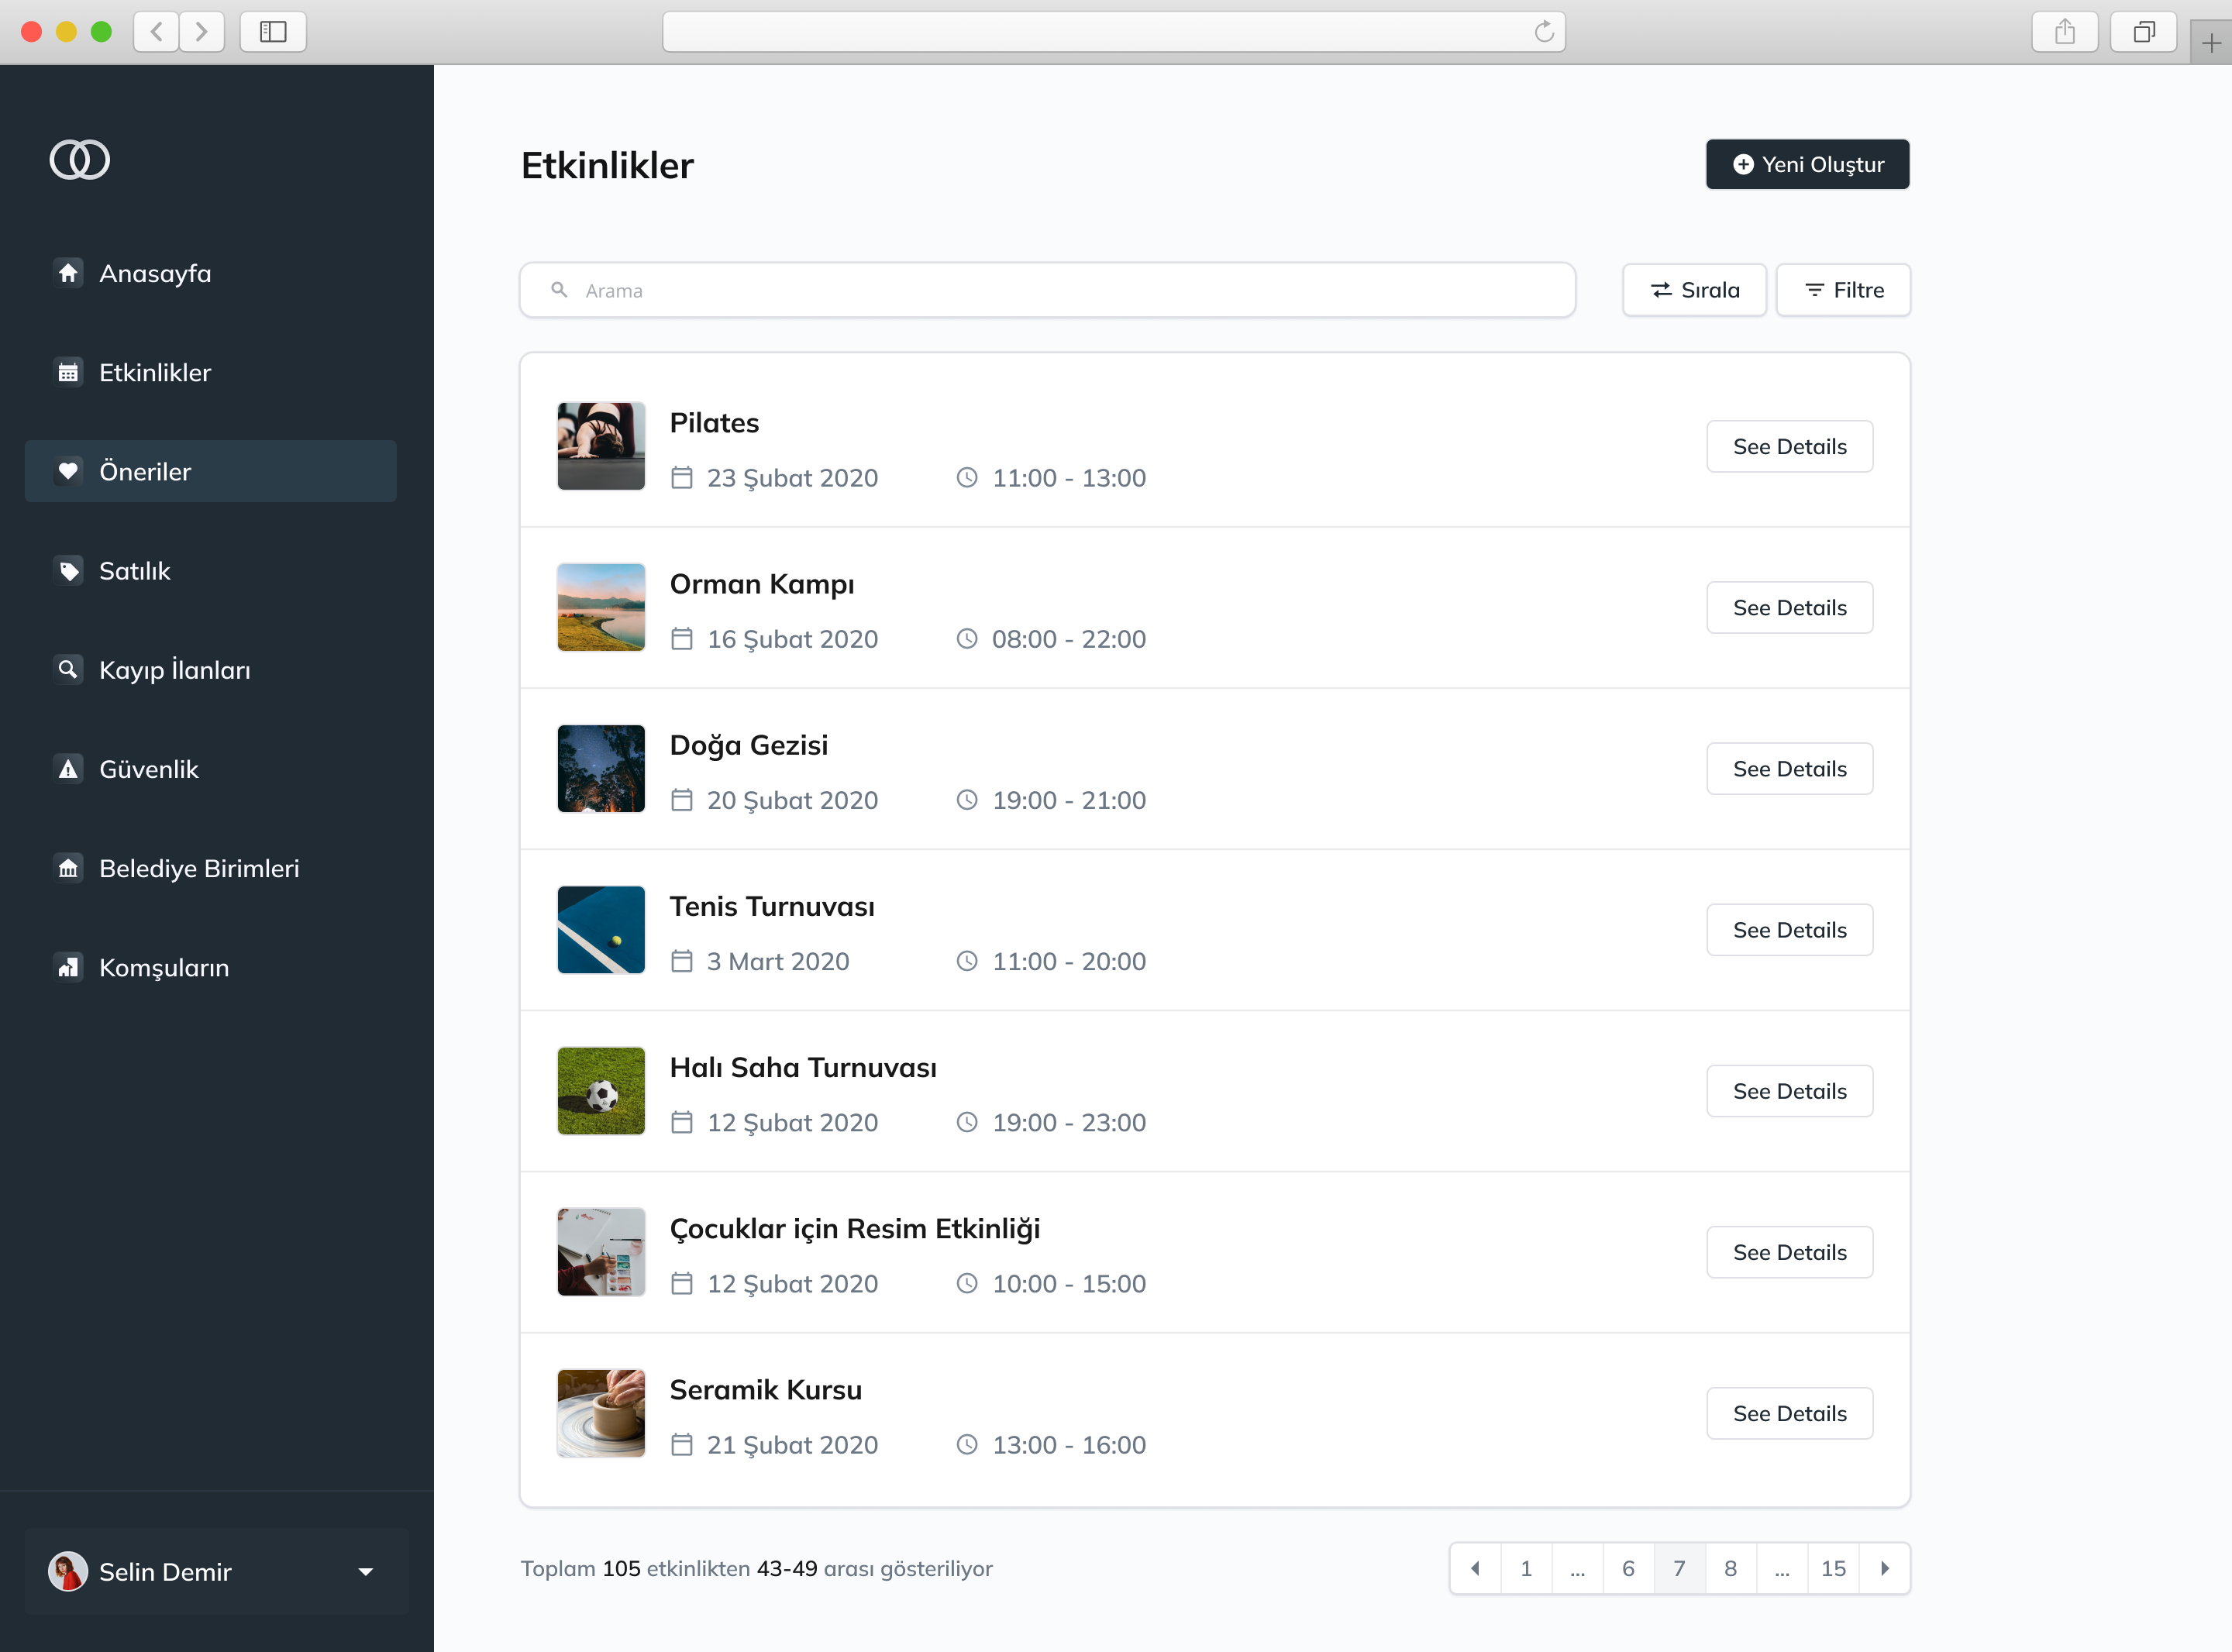 Anasayfa
Etkinlikler
Öneriler
Satılık
Kayıp İlanları
Güvenlik
Belediye Birimleri
Komşuların
Selin Demir
Etkinlikler
Yeni Oluştur
Arama
Sırala
Filtre
Pilates
23 Şubat 2020
11:00 - 13:00
See Details
Orman Kampı
16 Şubat 2020
08:00 - 22:00
See Details
Doğa Gezisi
20 Şubat 2020
19:00 - 21:00
See Details
Tenis Turnuvası
3 Mart 2020
11:00 - 20:00
See Details
Halı Saha Turnuvası
12 Şubat 2020
19:00 - 23:00
See Details
Çocuklar için Resim Etkinliği
12 Şubat 2020
10:00 - 15:00
See Details
Seramik Kursu
21 Şubat 2020
13:00 - 16:00
See Details
Toplam 105 etkinlikten 43-49 arası gösteriliyor
1 ... 6 7 8 ... 15